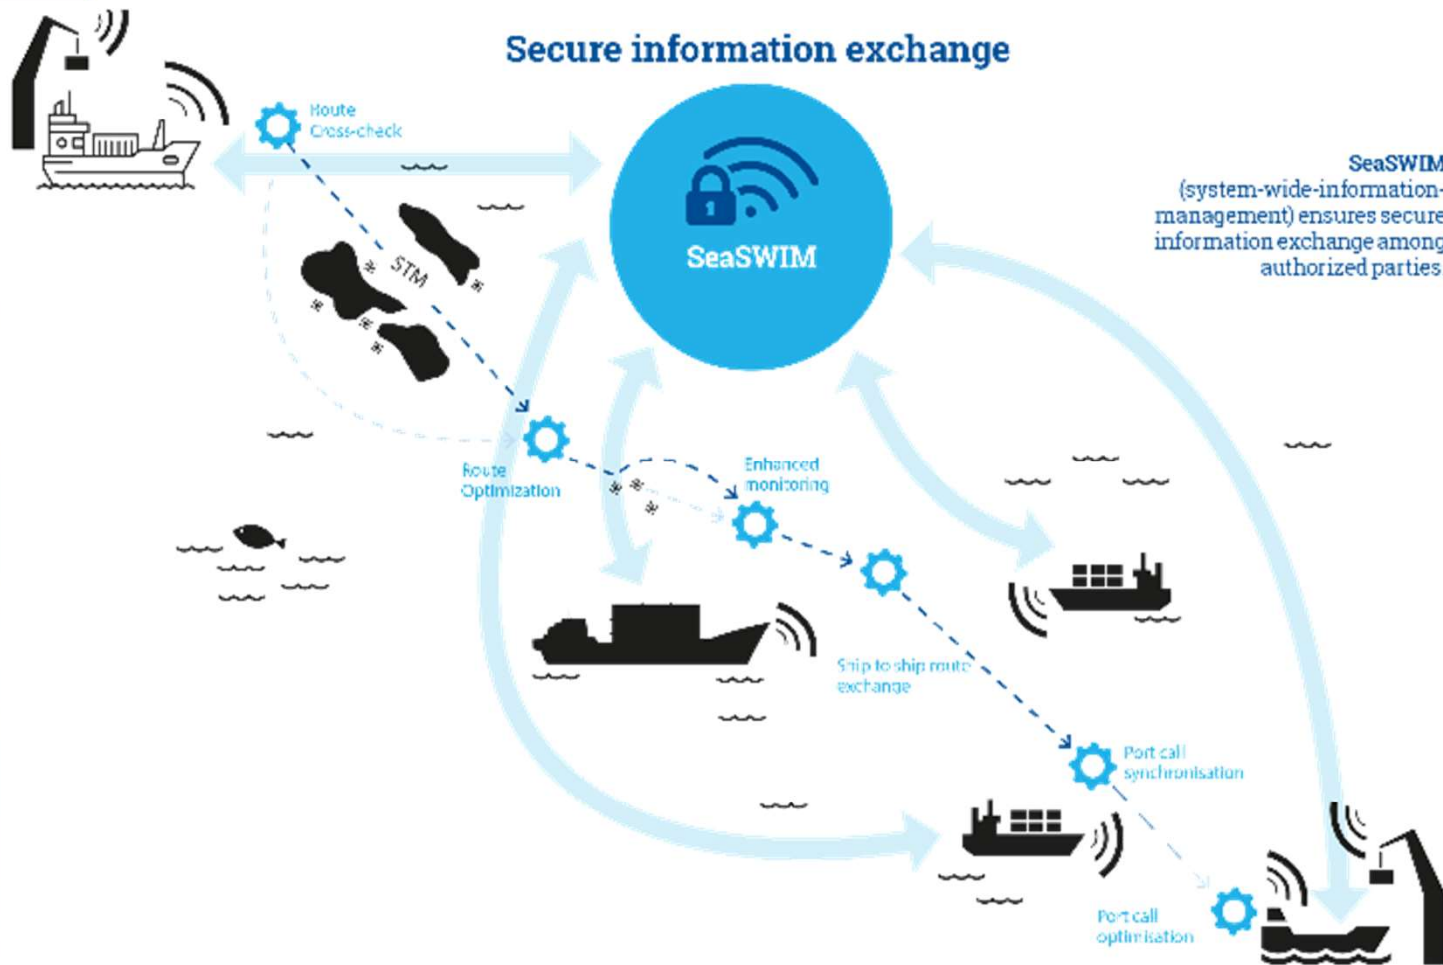 Secure information exchange
Route
Cross-check
SeaSWIM
(system-wide-information-
management) ensures secure
information exchange among
authorized parties
1
SeaSWIM
STM
Route
Optimization
Enhanced
monitoring
Ship to ship route
exchange
Port call
synchronisation
Port call
optimisation